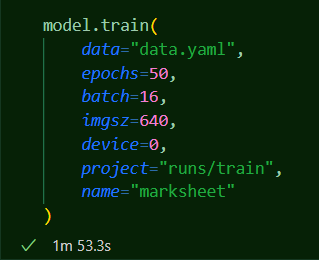 model.train(
    data="data.yaml",
    epochs=50,
    batch=16,
    imgsz=640,
    device=0,
    project="runs/train",
    name="marksheet"
)
1m 53.3s